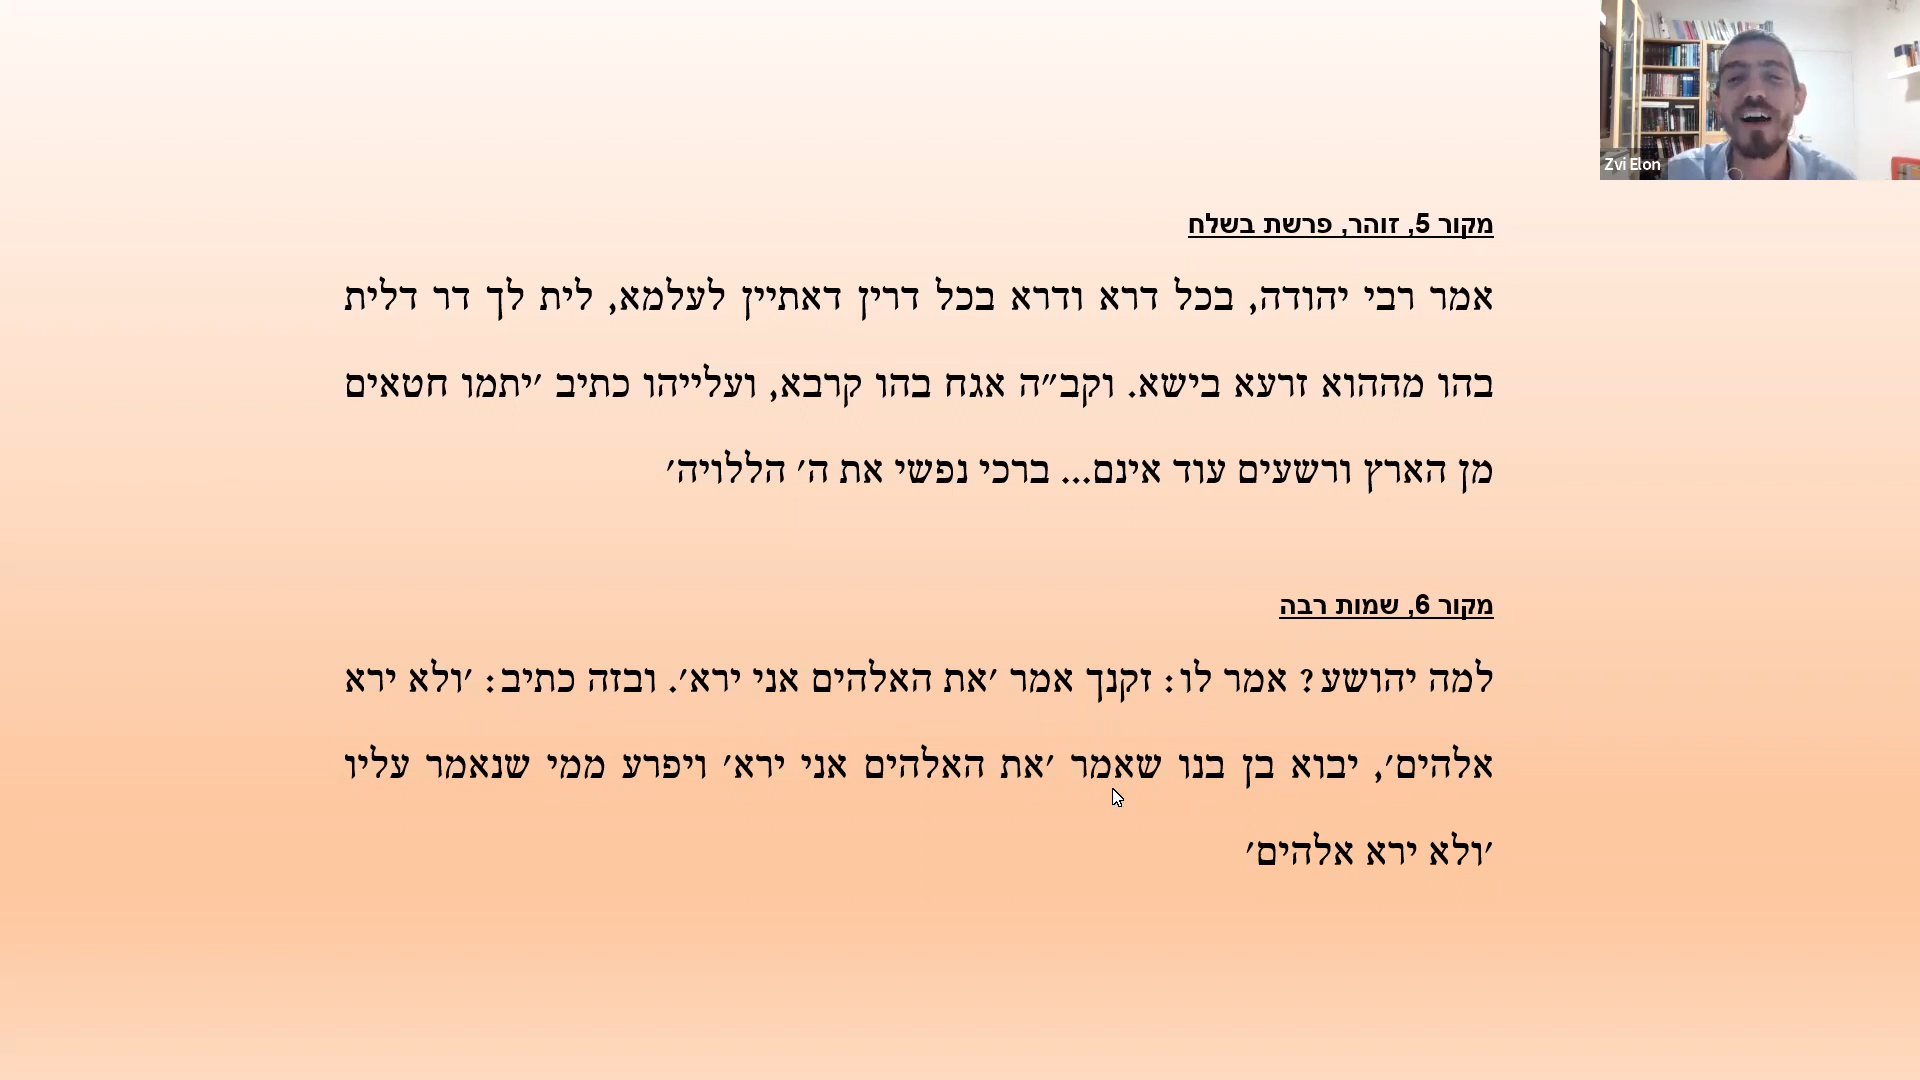 Zvi Elon
מקור 5, זוהר, פרשת בשלח
אמר רבי יהודה, בכל דרא ודרא בכל דרין דאתיין לעלמא, לית לך דר דלית
בהו מההוא זרעא בישא. וקב״ה אגח בהו קרבא, ועלייהו כתיב ׳יתמו חטאים
מן הארץ ורשעים עוד אינם... ברכי נפשי את ה׳ הללויה׳
מקור 6, שמות רבה
למה יהושע? אמר לו: זקנך אמר ׳את האלהים אני ירא׳. ובזה כתיב: ׳ולא ירא
אלהים׳, יבוא בן בנו שאמר ׳את האלהים אני ירא׳ ויפרע ממי שנאמר עליו
׳ולא ירא אלהים׳